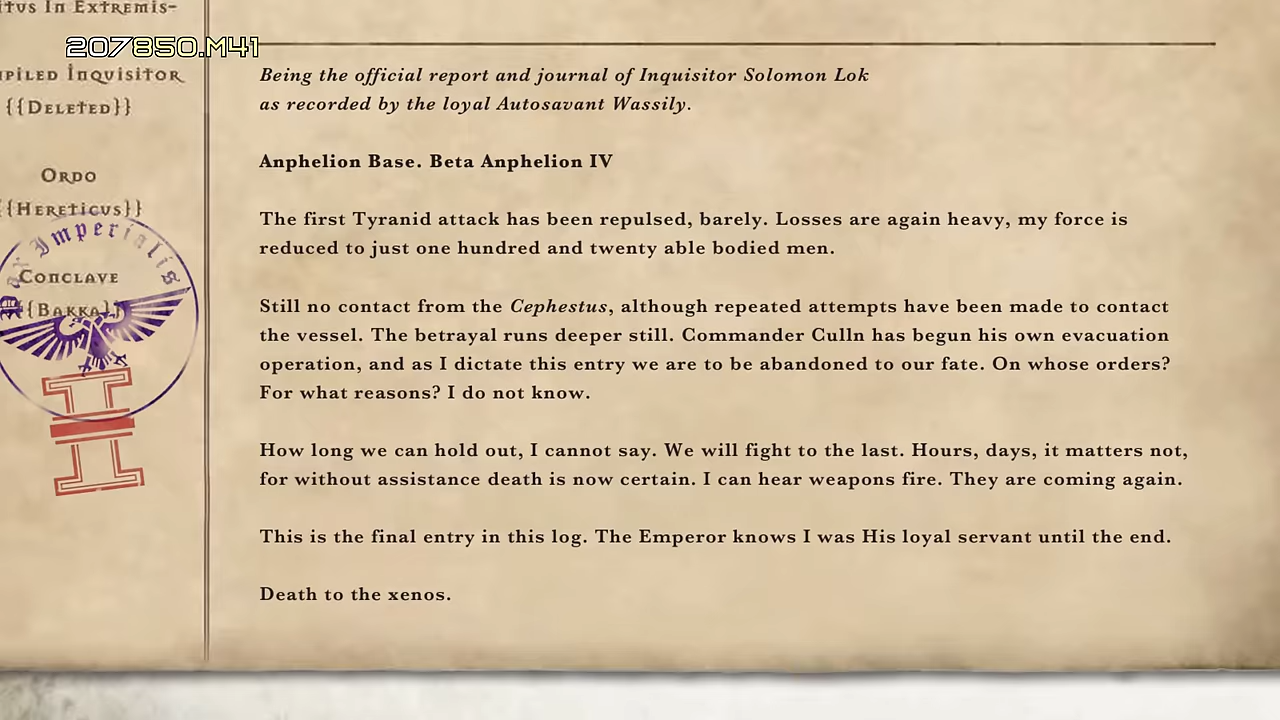 itus In Extremis-
207850.M41
piled Inquisitor
{{Deleted}}
Ordo
{{Hereticus}}
Conclave
{{Bakka}}
Imperialis
Being the official report and journal of Inquisitor Solomon Lok
as recorded by the loyal Autosavant Wassily.
Anphelion Base. Beta Anphelion IV
The first Tyranid attack has been repulsed, barely. Losses are again heavy, my force is
reduced to just one hundred and twenty able bodied men.
Still no contact from the Cephestus, although repeated attempts have been made to contact
the vessel. The betrayal runs deeper still. Commander Culln has begun his own evacuation
operation, and as I dictate this entry we are to be abandoned to our fate. On whose orders?
For what reasons? I do not know.
How long we can hold out, I cannot say. We will fight to the last. Hours, days, it matters not,
for without assistance death is now certain. I can hear weapons fire. They are coming again.
This is the final entry in this log. The Emperor knows I was His loyal servant until the end.
Death to the xenos.